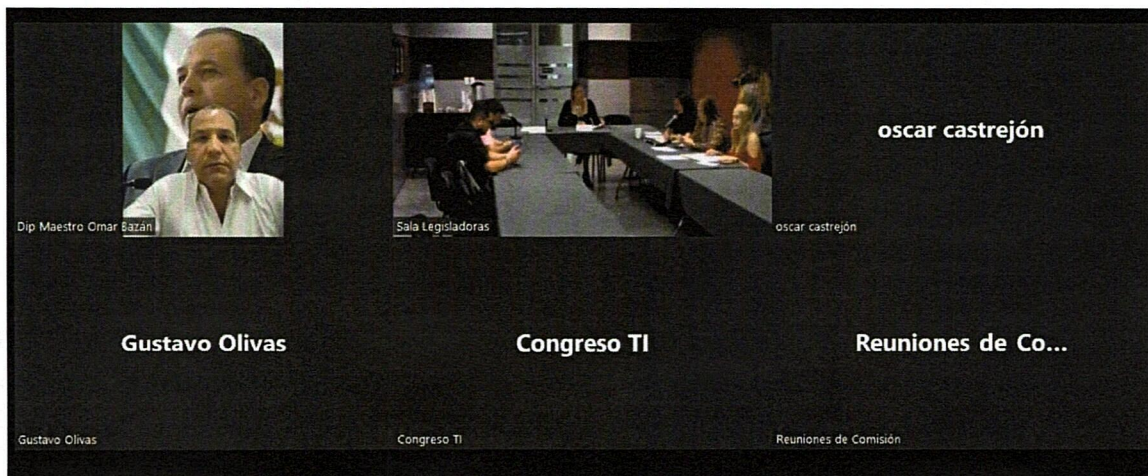 Dip Maestro Omar Bazán
Sala Legisladoras
oscar castrejón
oscar castrejón
Gustavo Olivas
Congreso TI
Reuniones de Co...
Gustavo Olivas
Congreso TI
Reuniones de Comisión